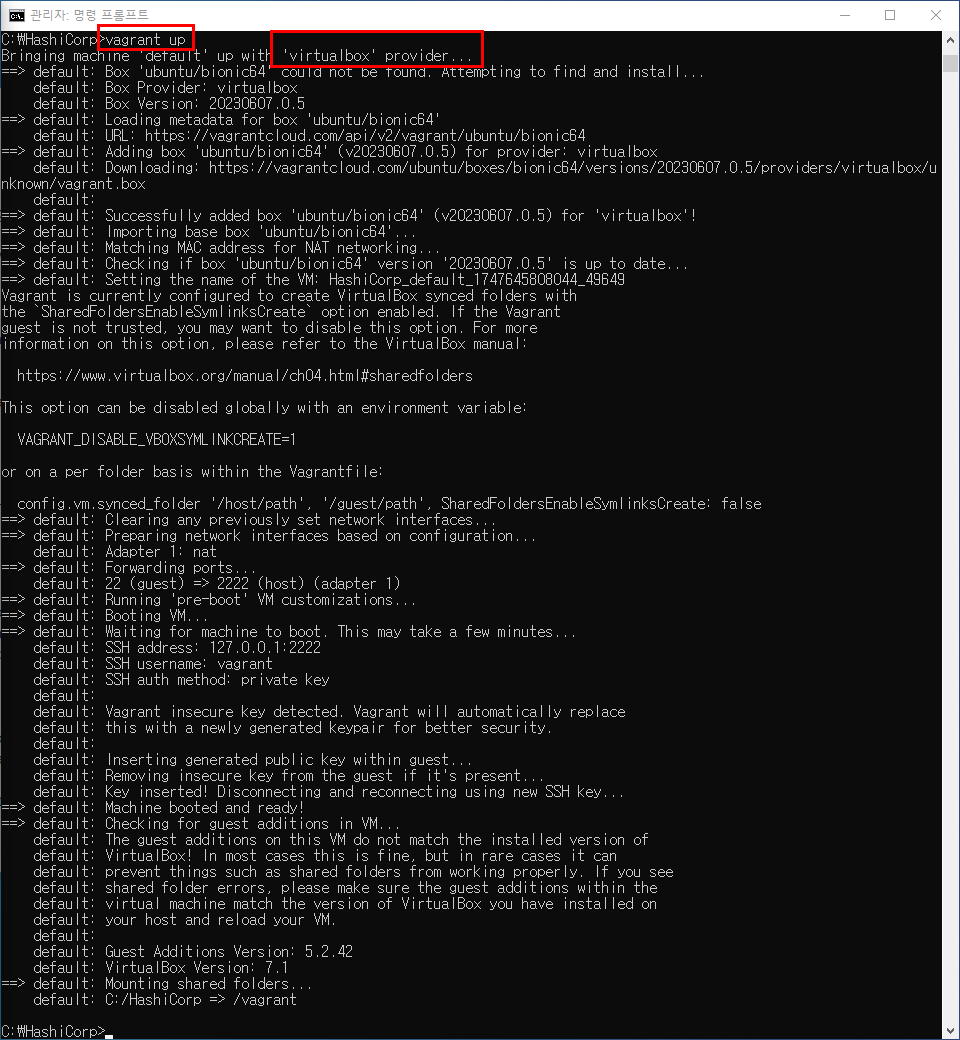 관리자: 명령 프롬프트
C:\HashiCorp>vagrant up
Bringing machine 'default' up with 'virtualbox' provider...
==> default: Box 'ubuntu/bionic64' could not be found. Attempting to find and install...
    default: Box Provider: virtualbox
    default: Box Version: 20230607.0.5
==> default: Loading metadata for box 'ubuntu/bionic64'
    default: URL: https://vagrantcloud.com/api/v2/vagrant/ubuntu/bionic64
==> default: Adding box 'ubuntu/bionic64' (v20230607.0.5) for provider: virtualbox
    default: Downloading: https://vagrantcloud.com/ubuntu/boxes/bionic64/versions/20230607.0.5/providers/virtualbox/u
nknown/vagrant.box
    default:
==> default: Successfully added box 'ubuntu/bionic64' (v20230607.0.5) for 'virtualbox'!
==> default: Importing base box 'ubuntu/bionic64'...
==> default: Matching MAC address for NAT networking...
==> default: Checking if box 'ubuntu/bionic64' version '20230607.0.5' is up to date...
==> default: Setting the name of the VM: HashiCorp_default_1747645808044_49649
Vagrant is currently configured to create VirtualBox synced folders with
the `SharedFoldersEnableSymlinksCreate` option enabled. If the Vagrant
guest is not trusted, you may want to disable this option. For more
information on this option, please refer to the VirtualBox manual:
  https://www.virtualbox.org/manual/ch04.html#sharedfolders
This option can be disabled globally with an environment variable:
  VAGRANT_DISABLE_VBOXSYMLINKCREATE=1
or on a per folder basis within the Vagrantfile:
  config.vm.synced_folder '/host/path', '/guest/path', SharedFoldersEnableSymlinksCreate: false
==> default: Clearing any previously set network interfaces...
==> default: Preparing network interfaces based on configuration...
    default: Adapter 1: nat
==> default: Forwarding ports...
    default: 22 (guest) => 2222 (host) (adapter 1)
==> default: Running 'pre-boot' VM customizations...
==> default: Booting VM...
==> default: Waiting for machine to boot. This may take a few minutes...
    default: SSH address: 127.0.0.1:2222
    default: SSH username: vagrant
    default: SSH auth method: private key
    default:
    default: Vagrant insecure key detected. Vagrant will automatically replace
    default: this with a newly generated keypair for better security.
    default:
    default: Inserting generated public key within guest...
    default: Removing insecure key from the guest if it's present...
    default: Key inserted! Disconnecting and reconnecting using new SSH key...
==> default: Machine booted and ready!
==> default: Checking for guest additions in VM...
    default: The guest additions on this VM do not match the installed version of
    default: VirtualBox! In most cases this is fine, but in rare cases it can
    default: prevent things such as shared folders from working properly. If you see
    default: shared folder errors, please make sure the guest additions within the
    default: virtual machine match the version of VirtualBox you have installed on
    default: your host and reload your VM.
    default:
    default: Guest Additions Version: 5.2.42
    default: VirtualBox Version: 7.1
==> default: Mounting shared folders...
    default: C:/HashiCorp => /vagrant
C:\HashiCorp>